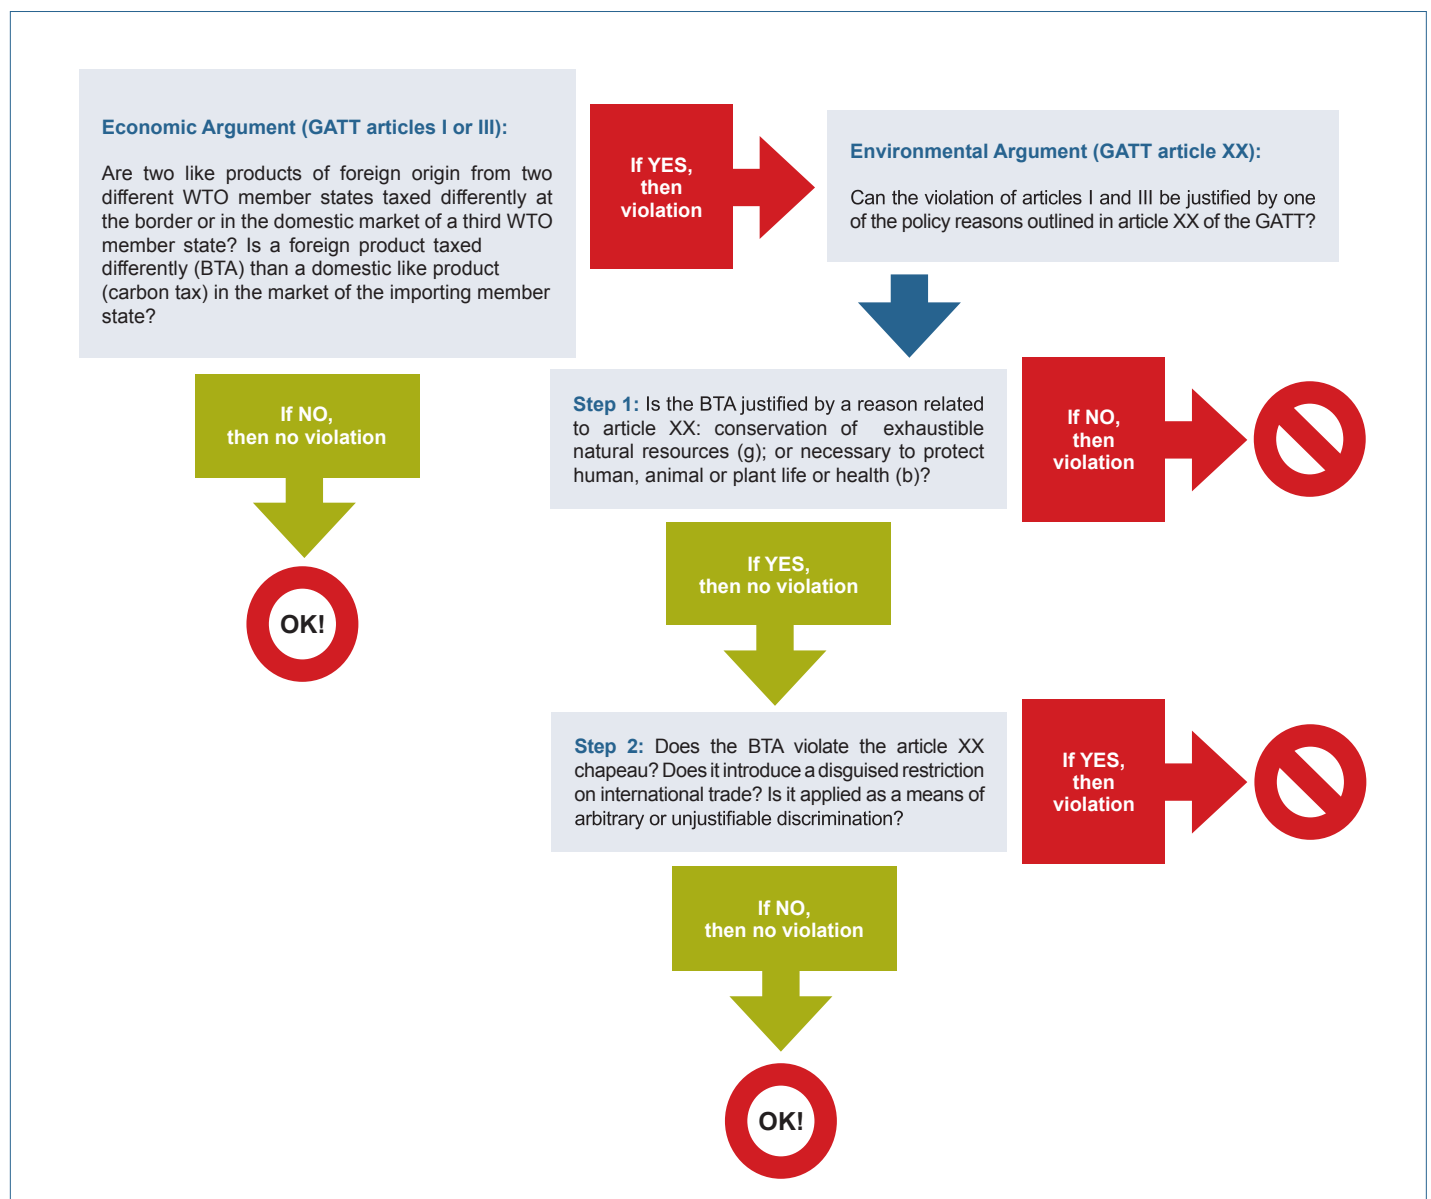 Economic Argument (GATT articles I or III):
Are two like products of foreign origin from two
different WTO member states taxed differently at
the border or in the domestic market of a third WTO
member state? Is a foreign product taxed
differently (BTA) than a domestic like product
(carbon tax) in the market of the importing member
state?
If YES,
then
violation
Environmental Argument (GATT article XX):
Can the violation of articles I and III be justified by one
of the policy reasons outlined in article XX of the GATT?
If NO,
then no violation
OK!
Step 1: Is the BTA justified by a reason related
to article XX: conservation of exhaustible
natural resources (g); or necessary to protect
human, animal or plant life or health (b)?
If NO,
then
violation
If YES,
then no violation
Step 2: Does the BTA violate the article XX
chapeau? Does it introduce a disguised restriction
on international trade? Is it applied as a means of
arbitrary or unjustifiable discrimination?
If YES,
then
violation
If NO,
then no violation
OK!